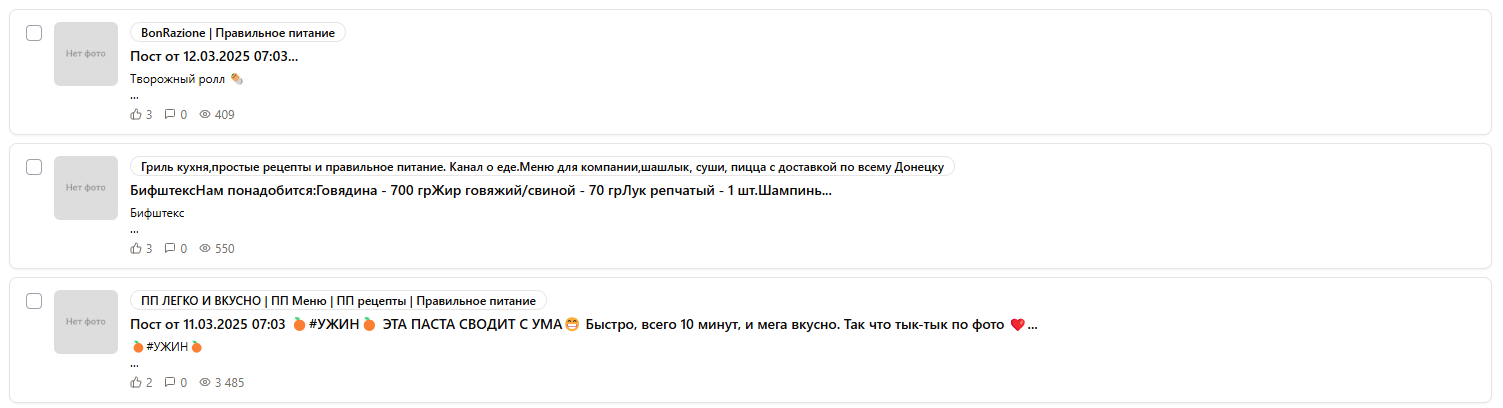 BonRazione | Правильное питание
Нет фото
Пост от 12.03.2025 07:03...
Творожный ролл 🌯
...
3 0 409
Гриль кухня,простые рецепты и правильное питание. Канал о еде.Меню для компании,шашлык, суши, пицца с доставкой по всему Донецку
Нет фото
БифштексНам понадобится:Говядина - 700 грЖир говяжий/свиной - 70 грЛук репчатый - 1 шт.Шампинь...
Бифштекс
...
3 0 550
ПП ЛЕГКО И ВКУСНО | ПП Меню | ПП рецепты | Правильное питание
Нет фото
Пост от 11.03.2025 07:03 🍊#УЖИН🍊 ЭТА ПАСТА СВОДИТ С УМА😁 Быстро, всего 10 минут, и мега вкусно. Так что тык-тык по фото ❤️...
🍊#УЖИН🍊
...
2 0 3 485